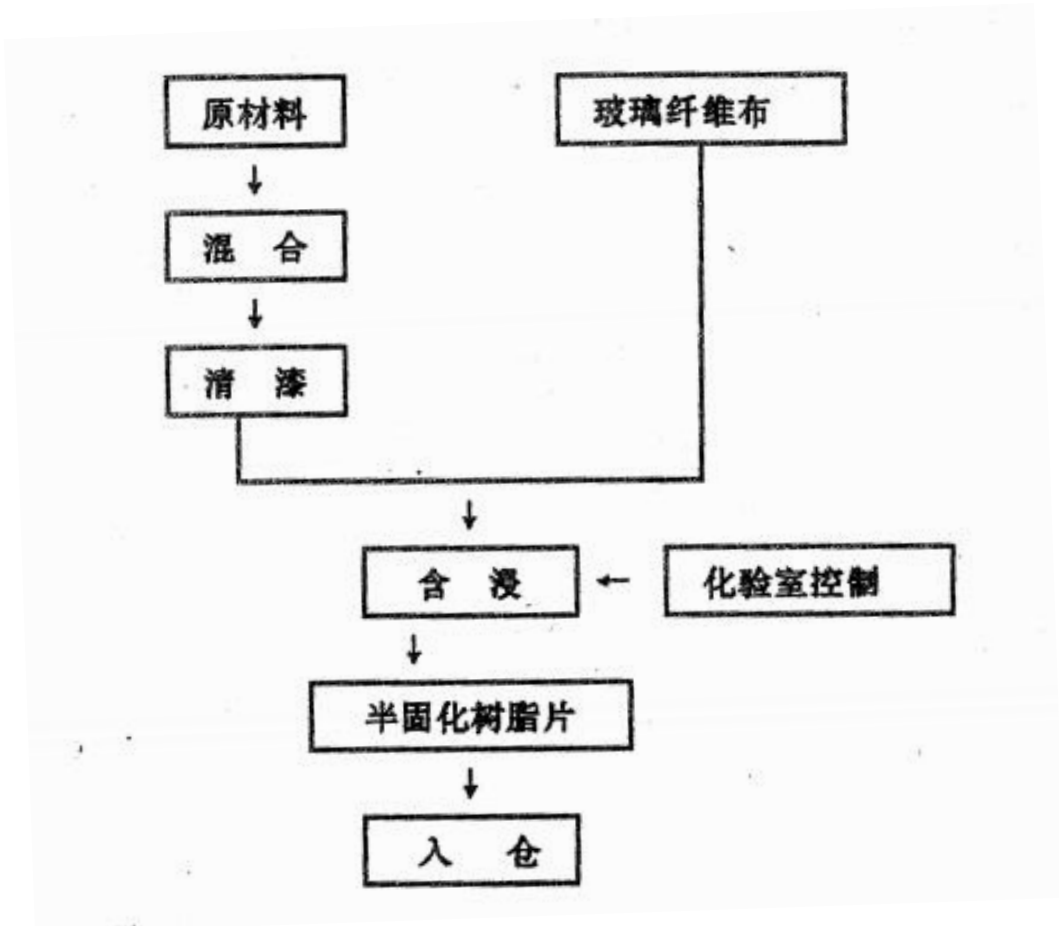 原材料
玻璃纤维布
混 合
清 漆
含 浸
化验室控制
半固化树脂片
入 仓